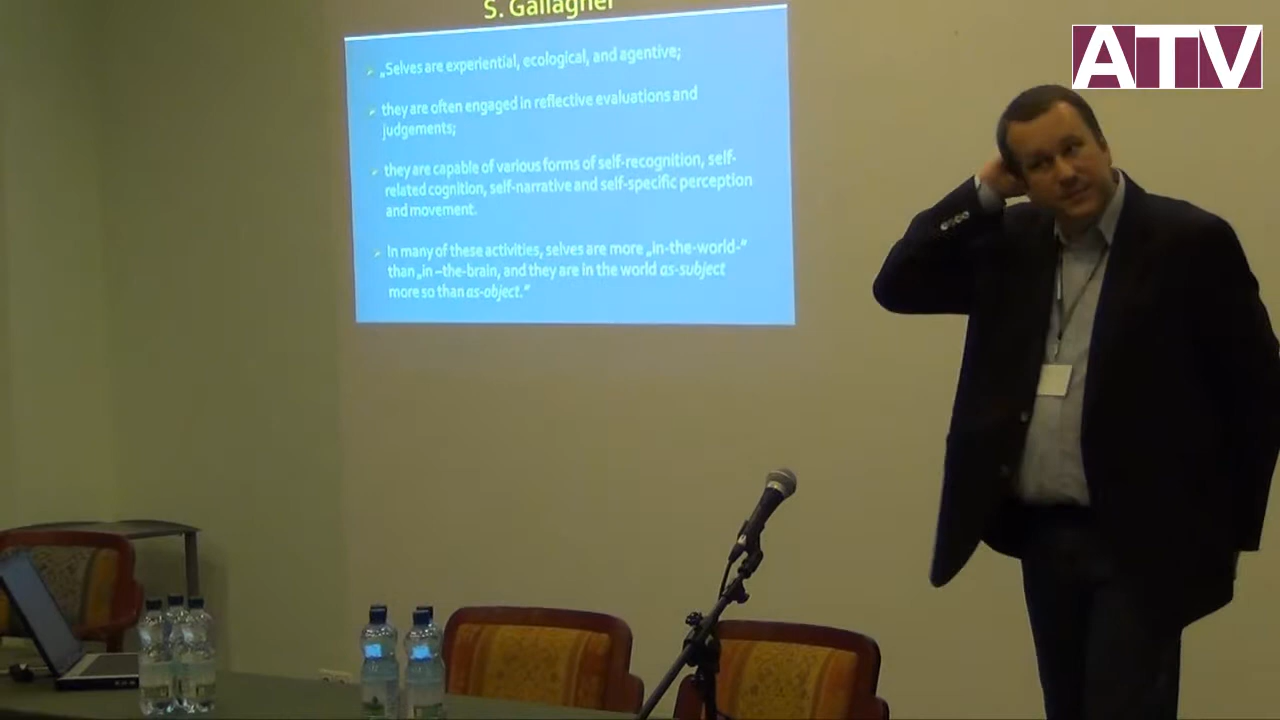 S. Gallagher
„Selves are experiential, ecological, and agentive;
they are often engaged in reflective evaluations and
judgements;
they are capable of various forms of self-recognition, self-
related cognition, self-narrative and self-specific perception
and movement.
In many of these activities, selves are more „in-the-world-"
than „in –the-brain, and they are in the world as-subject
more so than as-object."
ATV